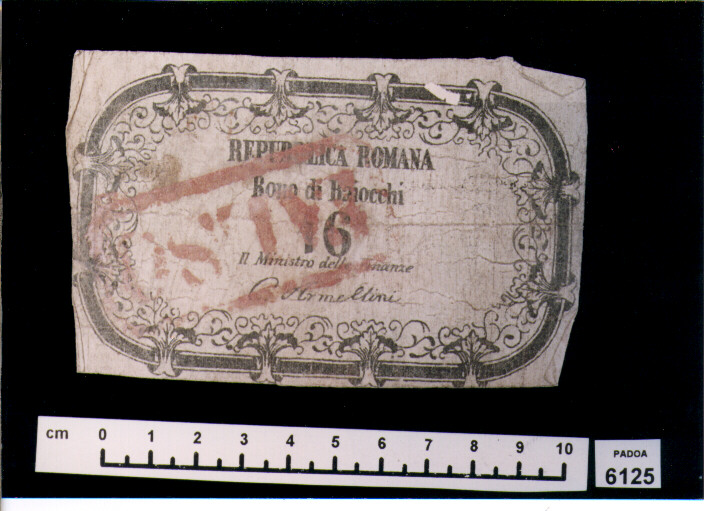 REPUBBLICA ROMANA
Bono di Baiocchi
16
Il Ministro delle Finanze
C. Armellini
cm 0 1 2 3 4 5 6 7 8 9 10
PADOA
6125